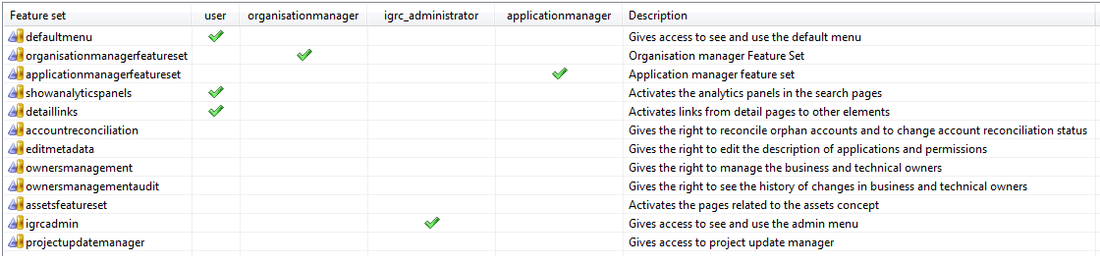 Feature set user organisationmanager igrc_administrator applicationmanager Description
defaultmenu Gives access to see and use the default menu
organisationmanagerfeatureset Organisation manager Feature Set
applicationmanagerfeatureset Application manager feature set
showanalyticspanels Activates the analytics panels in the search pages
detaillinks Activates links from detail pages to other elements
accountreconciliation Gives the right to reconcile orphan accounts and to change account reconciliation status
editmetadata Gives the right to edit the description of applications and permissions
ownersmanagement Gives the right to manage the business and technical owners
ownersmanagementaudit Gives the right to see the history of changes in business and technical owners
assetsfeatureset Activates the pages related to the assets concept
igrcadmin Gives access to see and use the admin menu
projectupdatemanager Gives access to project update manager